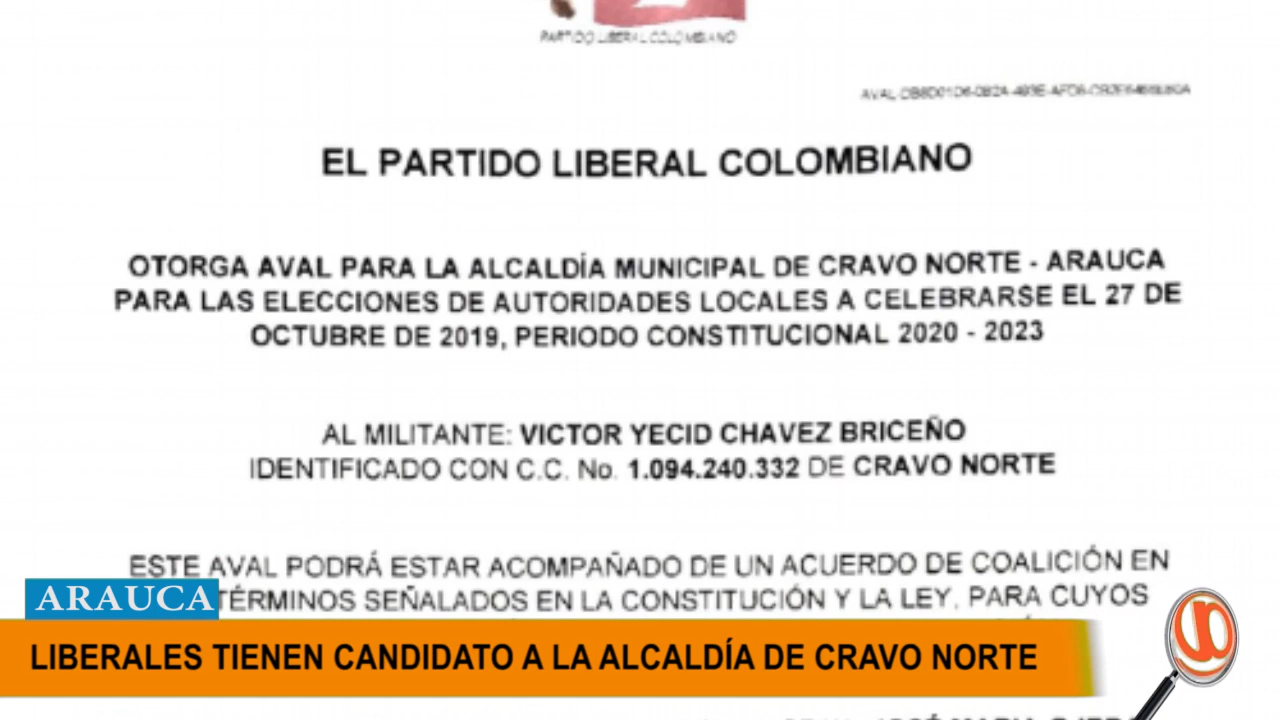 PARTIDO LIBERAL COLOMBIANO
EL PARTIDO LIBERAL COLOMBIANO
OTORGA AVAL PARA LA ALCALDÍA MUNICIPAL DE CRAVO NORTE - ARAUCA
PARA LAS ELECCIONES DE AUTORIDADES LOCALES A CELEBRARSE EL 27 DE
OCTUBRE DE 2019, PERIODO CONSTITUCIONAL 2020 - 2023
AL MILITANTE: VICTOR YECID CHAVEZ BRICEÑO
IDENTIFICADO CON C.C. No. 1.094.240.332 DE CRAVO NORTE
ESTE AVAL PODRÁ ESTAR ACOMPAÑADO DE UN ACUERDO DE COALICIÓN EN
TÉRMINOS SEÑALADOS EN LA CONSTITUCIÓN Y LA LEY, PARA CUYOS
ARAUCA
LIBERALES TIENEN CANDIDATO A LA ALCALDÍA DE CRAVO NORTE